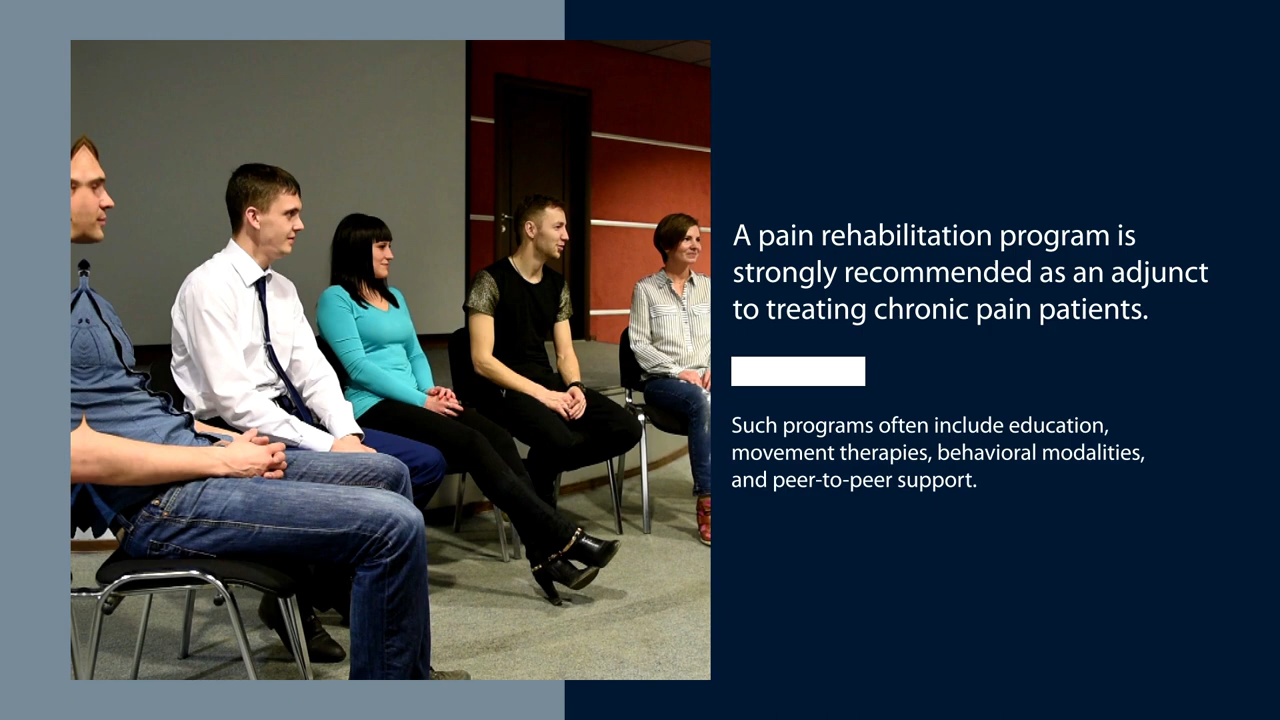 A pain rehabilitation program is
strongly recommended as an adjunct
to treating chronic pain patients.
Such programs often include education,
movement therapies, behavioral modalities,
and peer-to-peer support.